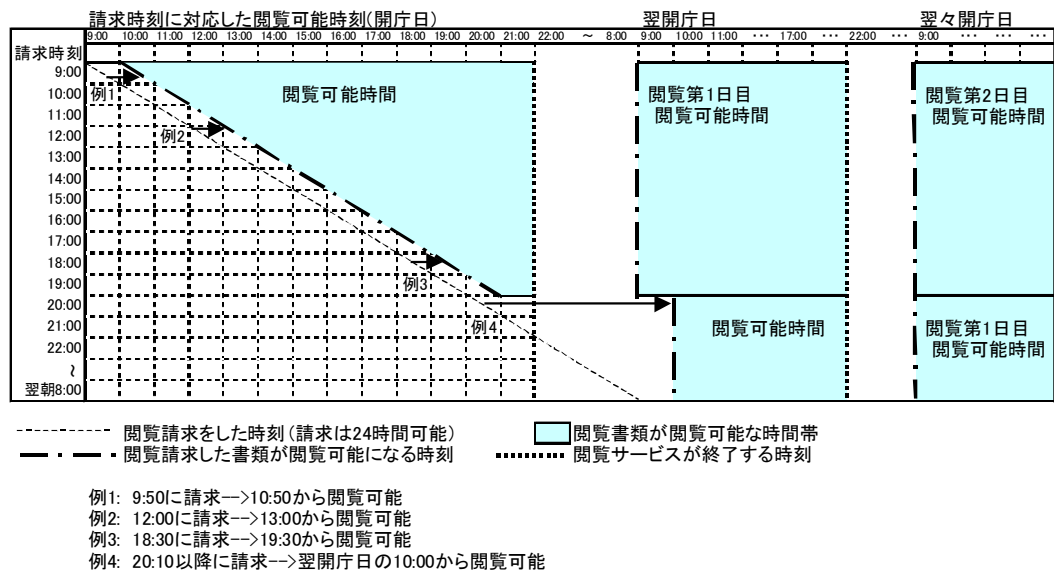 請求時刻に対応した閲覧可能時刻(開庁日)
翌開庁日
翌々開庁日
9:00 10:00 11:00 12:00 13:00 14:00 15:00 16:00 17:00 18:00 19:00 20:00 21:00 22:00 ～ 8:00 9:00 10:00 11:00 … 17:00 … 22:00 … 9:00 … … …
請求時刻
9:00
10:00
11:00
12:00
13:00
14:00
15:00
16:00
17:00
18:00
19:00
20:00
21:00
22:00
～
翌朝8:00
例1
例2
例3
例4
閲覧可能時間
閲覧第1日目
閲覧可能時間
閲覧第2日目
閲覧可能時間
閲覧可能時間
閲覧第1日目
閲覧可能時間
閲覧請求をした時刻(請求は24時間可能)
閲覧書類が閲覧可能な時間帯
閲覧請求した書類が閲覧可能になる時刻
閲覧サービスが終了する時刻
例1: 9:50に請求-->10:50から閲覧可能
例2: 12:00に請求-->13:00から閲覧可能
例3: 18:30に請求-->19:30から閲覧可能
例4: 20:10以降に請求-->翌開庁日の10:00から閲覧可能